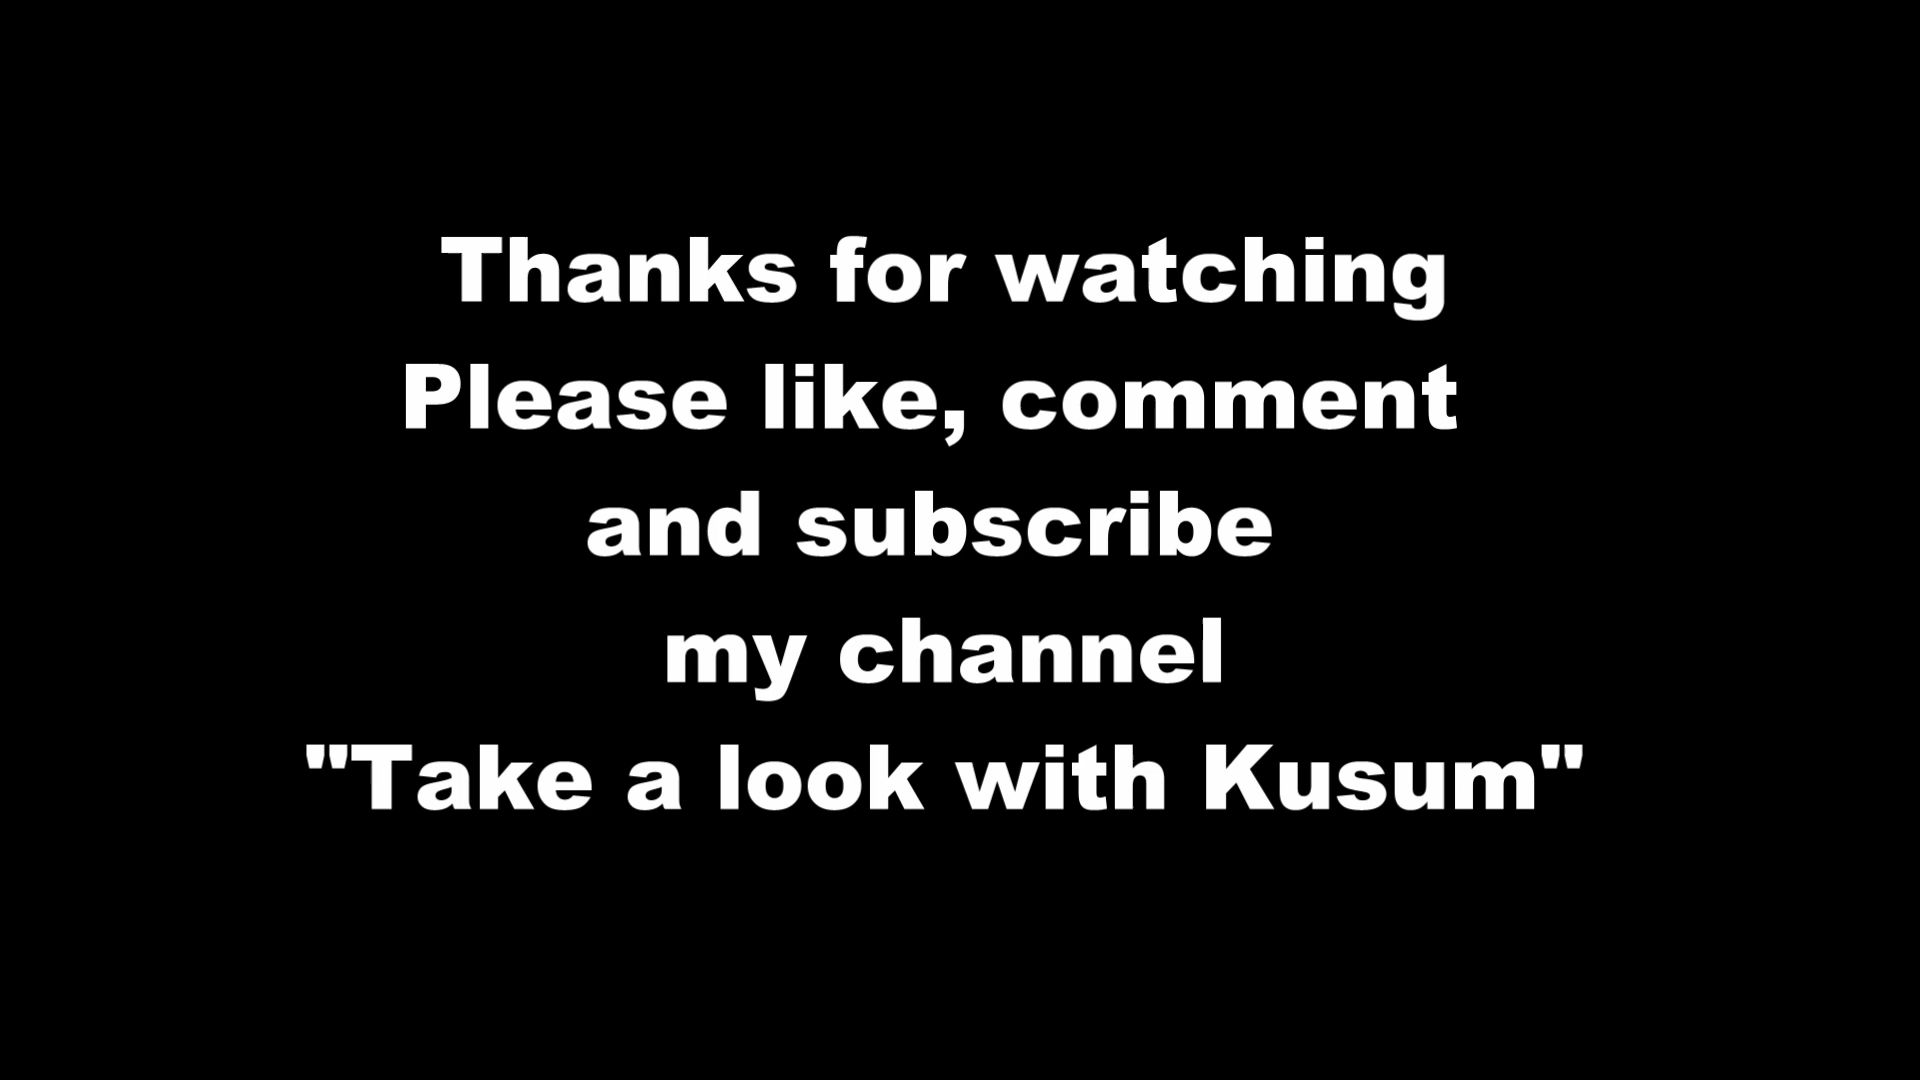 Thanks for watching
Please like, comment
and subscribe
my channel
"Take a look with Kusum"